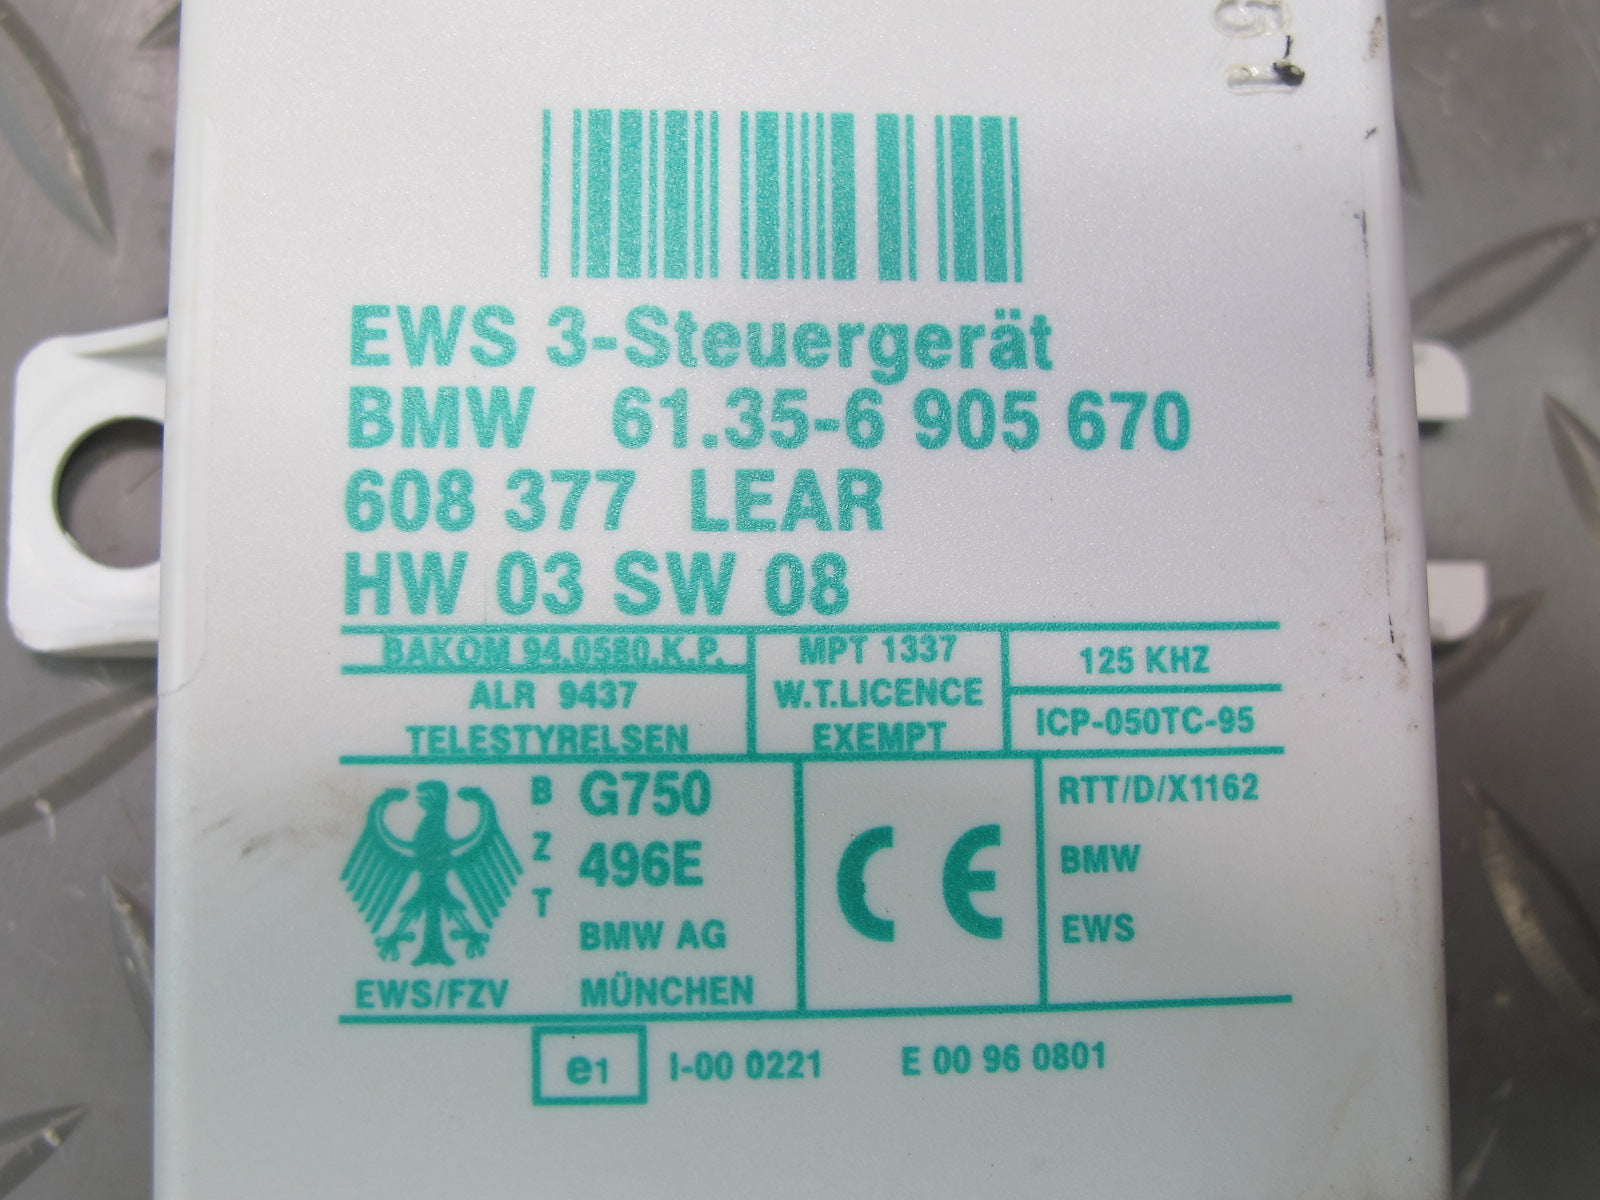 EWS 3-Steuergerät
BMW 61.35-6 905 670
608 377 LEAR
HW 03 SW 08
BAKOM 94.0580.K.P.
ALR 9437
TELESTYRELSEN
MPT 1337
W.T.LICENCE
EXEMPT
125 KHZ
ICP-050TC-95
EWS/FZV
BZT
G750
496E
BMW AG
MÜNCHEN
CE
RTT/D/X1162
BMW
EWS
e1 I-00 0221 E 00 96 0801